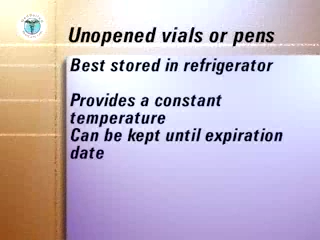 Unopened vials or pens
Best stored in refrigerator
Provides a constant
temperature
Can be kept until expiration
date